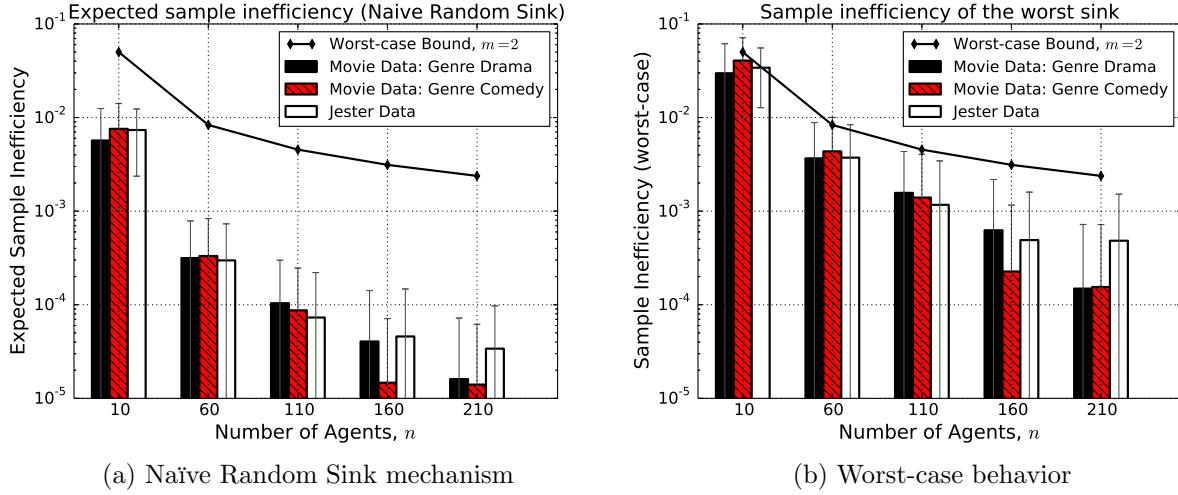 Expected sample inefficiency (Naive Random Sink)
Expected Sample Inefficiency
10^-1
10^-2
10^-3
10^-4
10^-5
Worst-case Bound, m=2
Movie Data: Genre Drama
Movie Data: Genre Comedy
Jester Data
10 60 110 160 210
Number of Agents, n
(a) Naïve Random Sink mechanism
Sample inefficiency of the worst sink
Sample Inefficiency (worst-case)
10^-1
10^-2
10^-3
10^-4
10^-5
Worst-case Bound, m=2
Movie Data: Genre Drama
Movie Data: Genre Comedy
Jester Data
10 60 110 160 210
Number of Agents, n
(b) Worst-case behavior